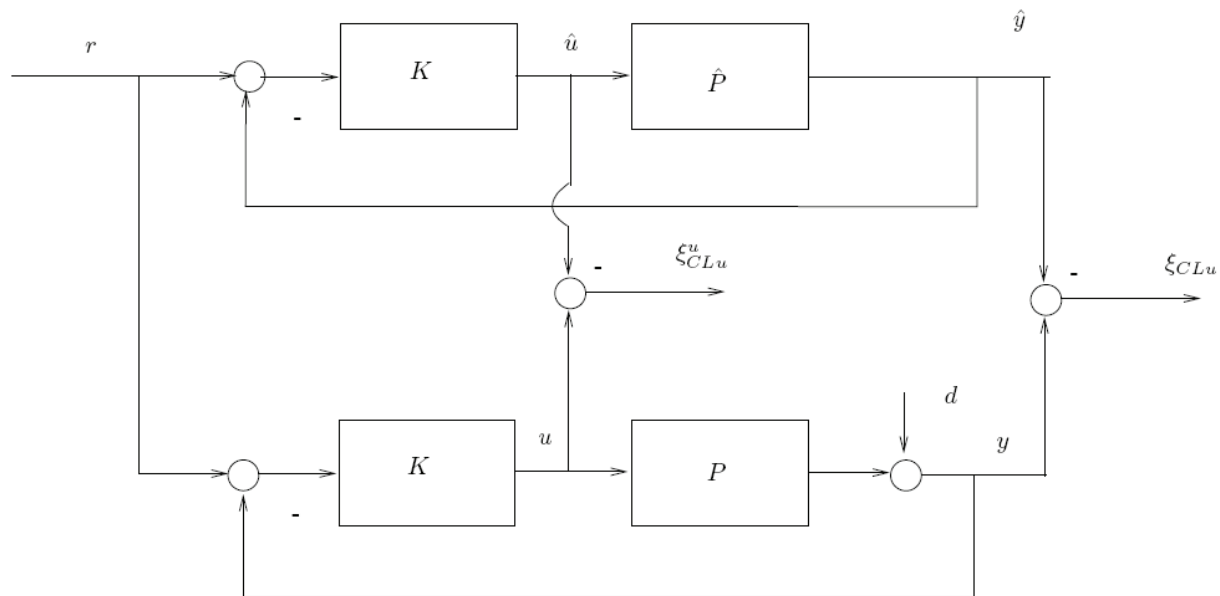 r
-
K
û
P̂
ŷ
-
ξ^u_{CLu}
-
ξ_{CLu}
-
K
u
P
d
y